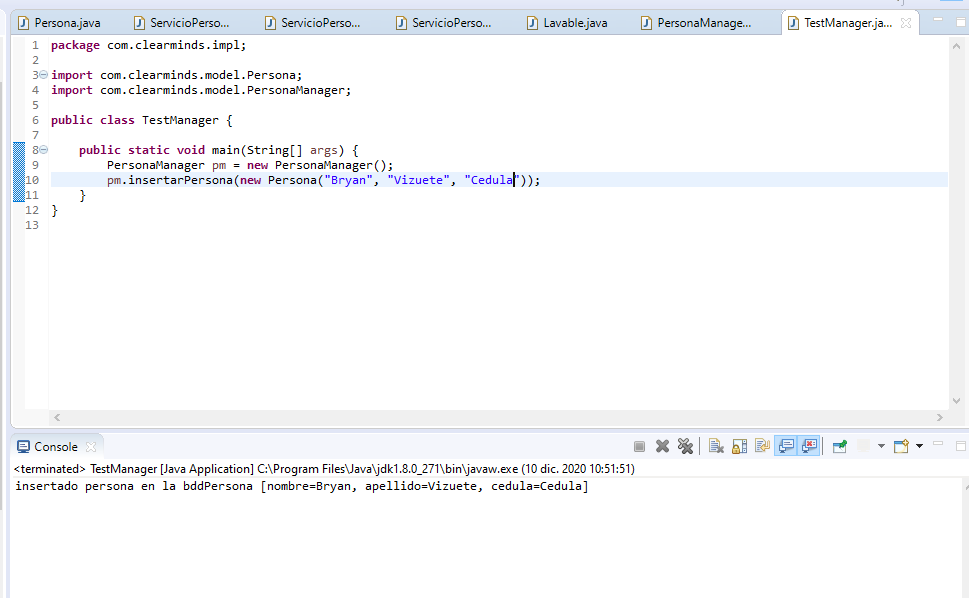 Persona.java ServicioPerso... ServicioPerso... ServicioPerso... Lavable.java PersonaManage... TestManager.ja...
1 package com.clearminds.impl;
2
3 import com.clearminds.model.Persona;
4 import com.clearminds.model.PersonaManager;
5
6 public class TestManager {
7
8 public static void main(String[] args) {
9 PersonaManager pm = new PersonaManager();
10 pm.insertarPersona(new Persona("Bryan", "Vizuete", "Cedula"));
11 }
12 }
13
Console
<terminated> TestManager [Java Application] C:\Program Files\Java\jdk1.8.0_271\bin\javaw.exe (10 dic. 2020 10:51:51)
insertado persona en la bddPersona [nombre=Bryan, apellido=Vizuete, cedula=Cedula]